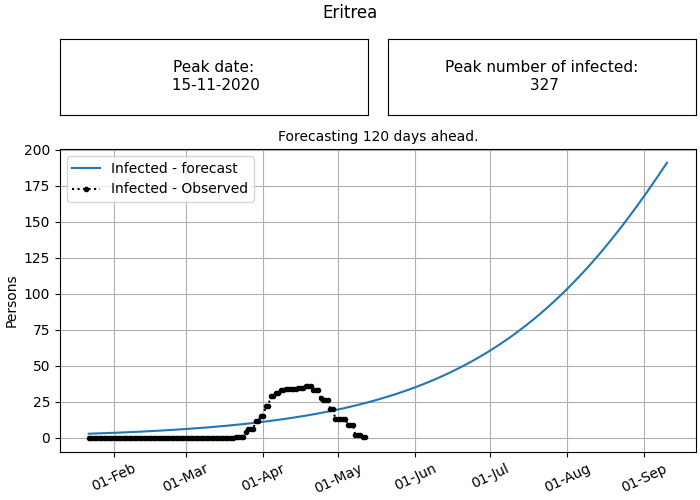 Eritrea
Peak date:
15-11-2020
Peak number of infected:
327
Forecasting 120 days ahead.
Infected - forecast
Infected - Observed
Persons
200
175
150
125
100
75
50
25
0
01-Feb
01-Mar
01-Apr
01-May
01-Jun
01-Jul
01-Aug
01-Sep